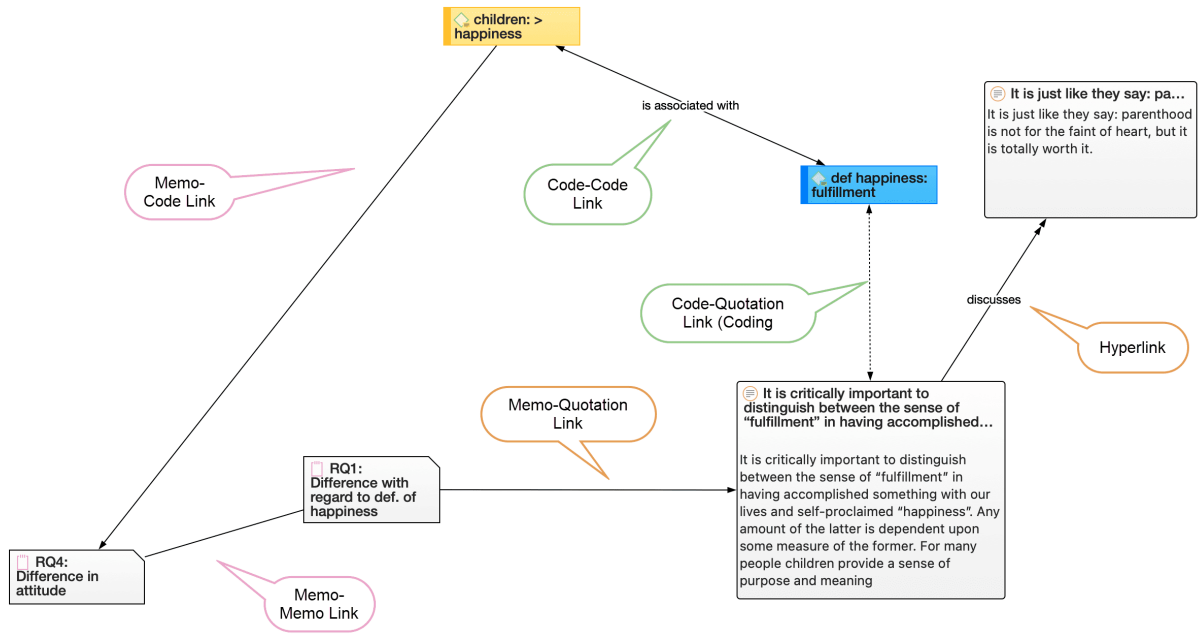 children: >
happiness
is associated with
It is just like they say: pa...
It is just like they say: parenthood
is not for the faint of heart, but it
is totally worth it.
Memo-
Code Link
Code-Code
Link
def happiness:
fulfillment
Code-Quotation
Link (Coding
discusses
Hyperlink
Memo-Quotation
Link
It is critically important to
distinguish between the sense of
“fulfillment” in having accomplished...
It is critically important to distinguish
between the sense of “fulfillment” in
having accomplished something with our
lives and self-proclaimed “happiness”. Any
amount of the latter is dependent upon
some measure of the former. For many
people children provide a sense of
purpose and meaning
RQ1:
Difference with
regard to def. of
happiness
RQ4:
Difference in
attitude
Memo-
Memo Link